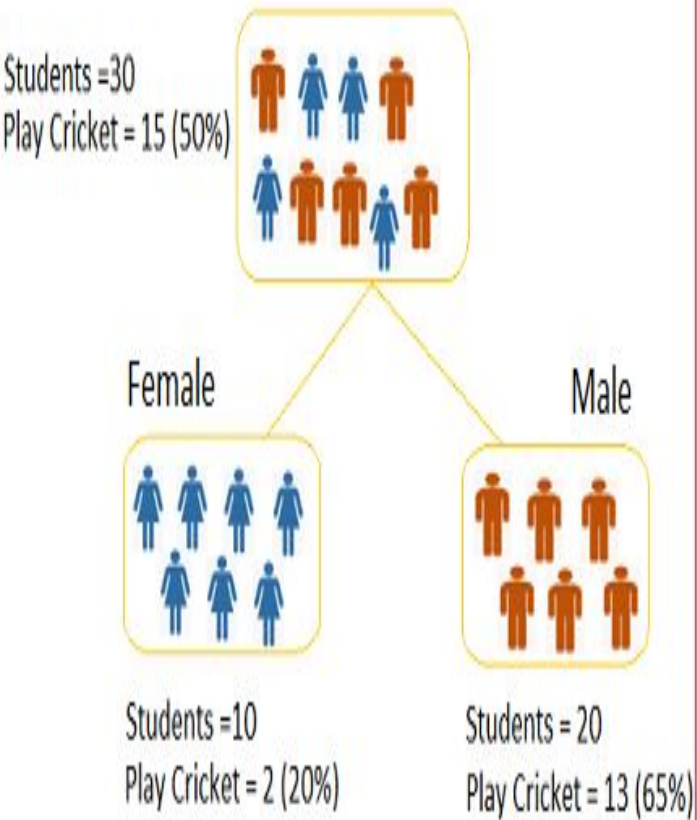 Students =30
Play Cricket = 15 (50%)
Female
Male
Students =10
Play Cricket = 2 (20%)
Students = 20
Play Cricket = 13 (65%)